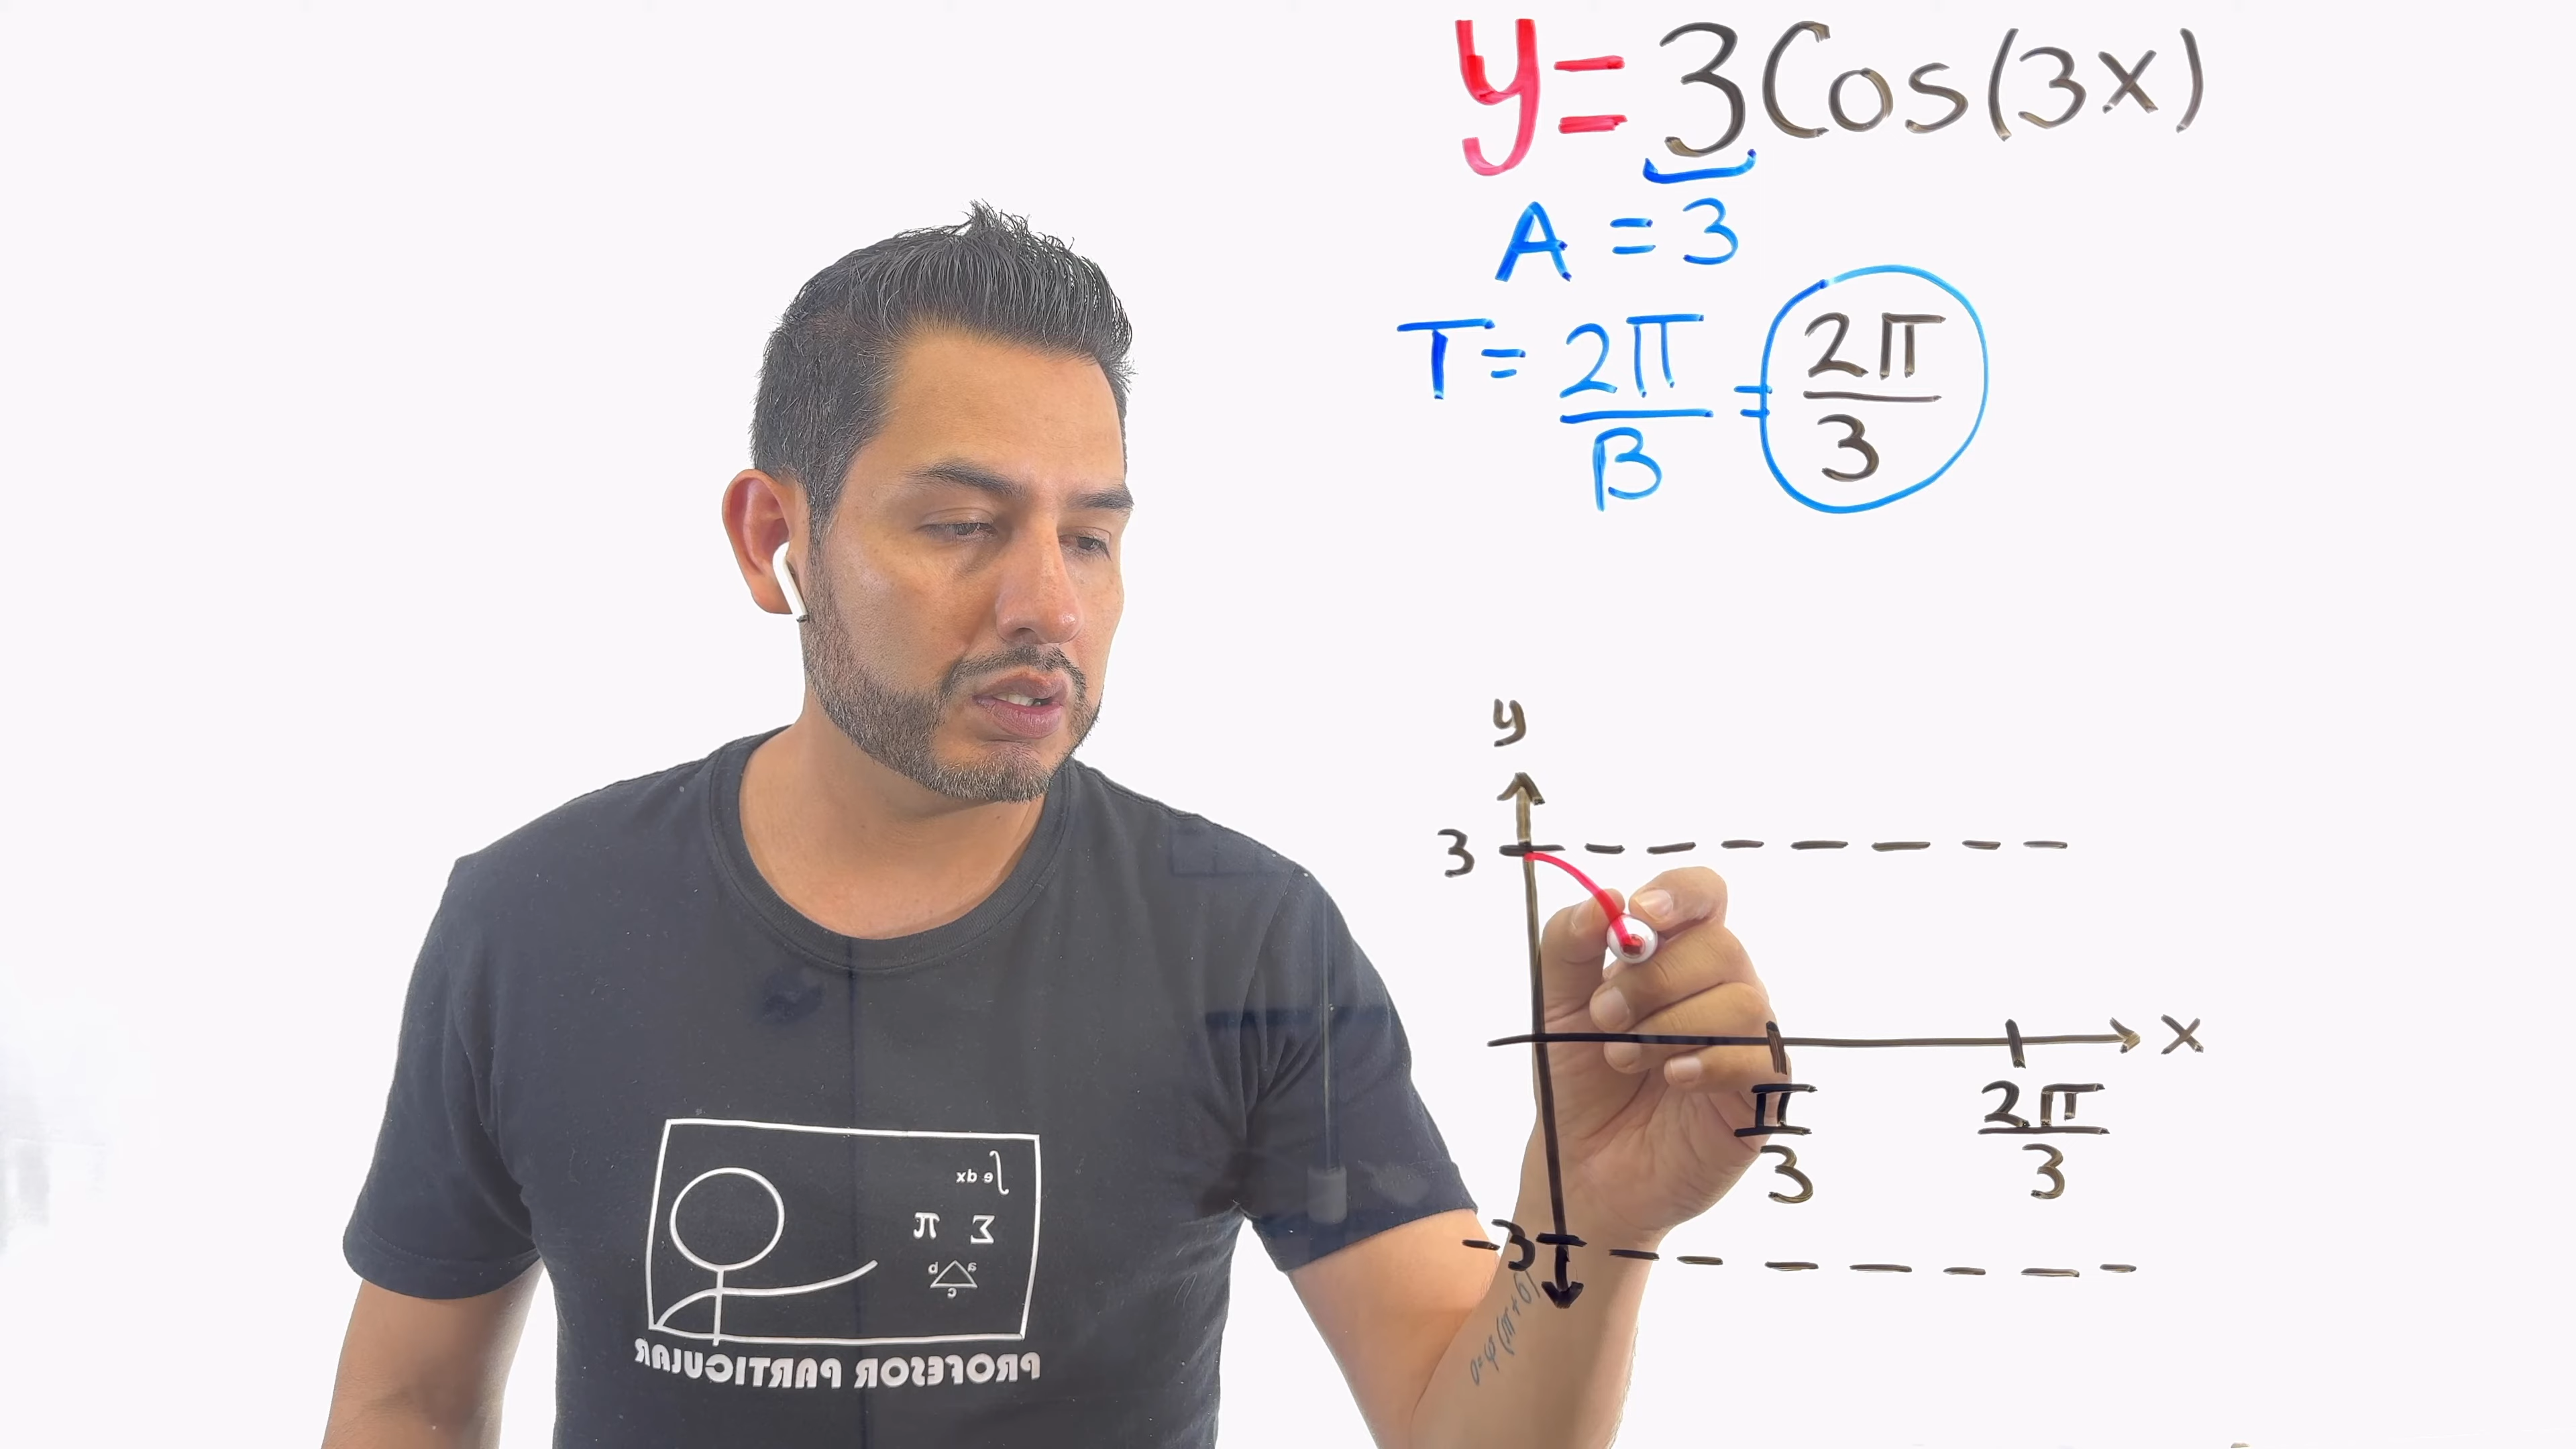 y = 3Cos(3x)
A = 3
T = 2π/B = 2π/3
y
3
x
π/3
2π/3
-3
∫e dx
π Σ
a b
c
PROFESOR PARTICULAR